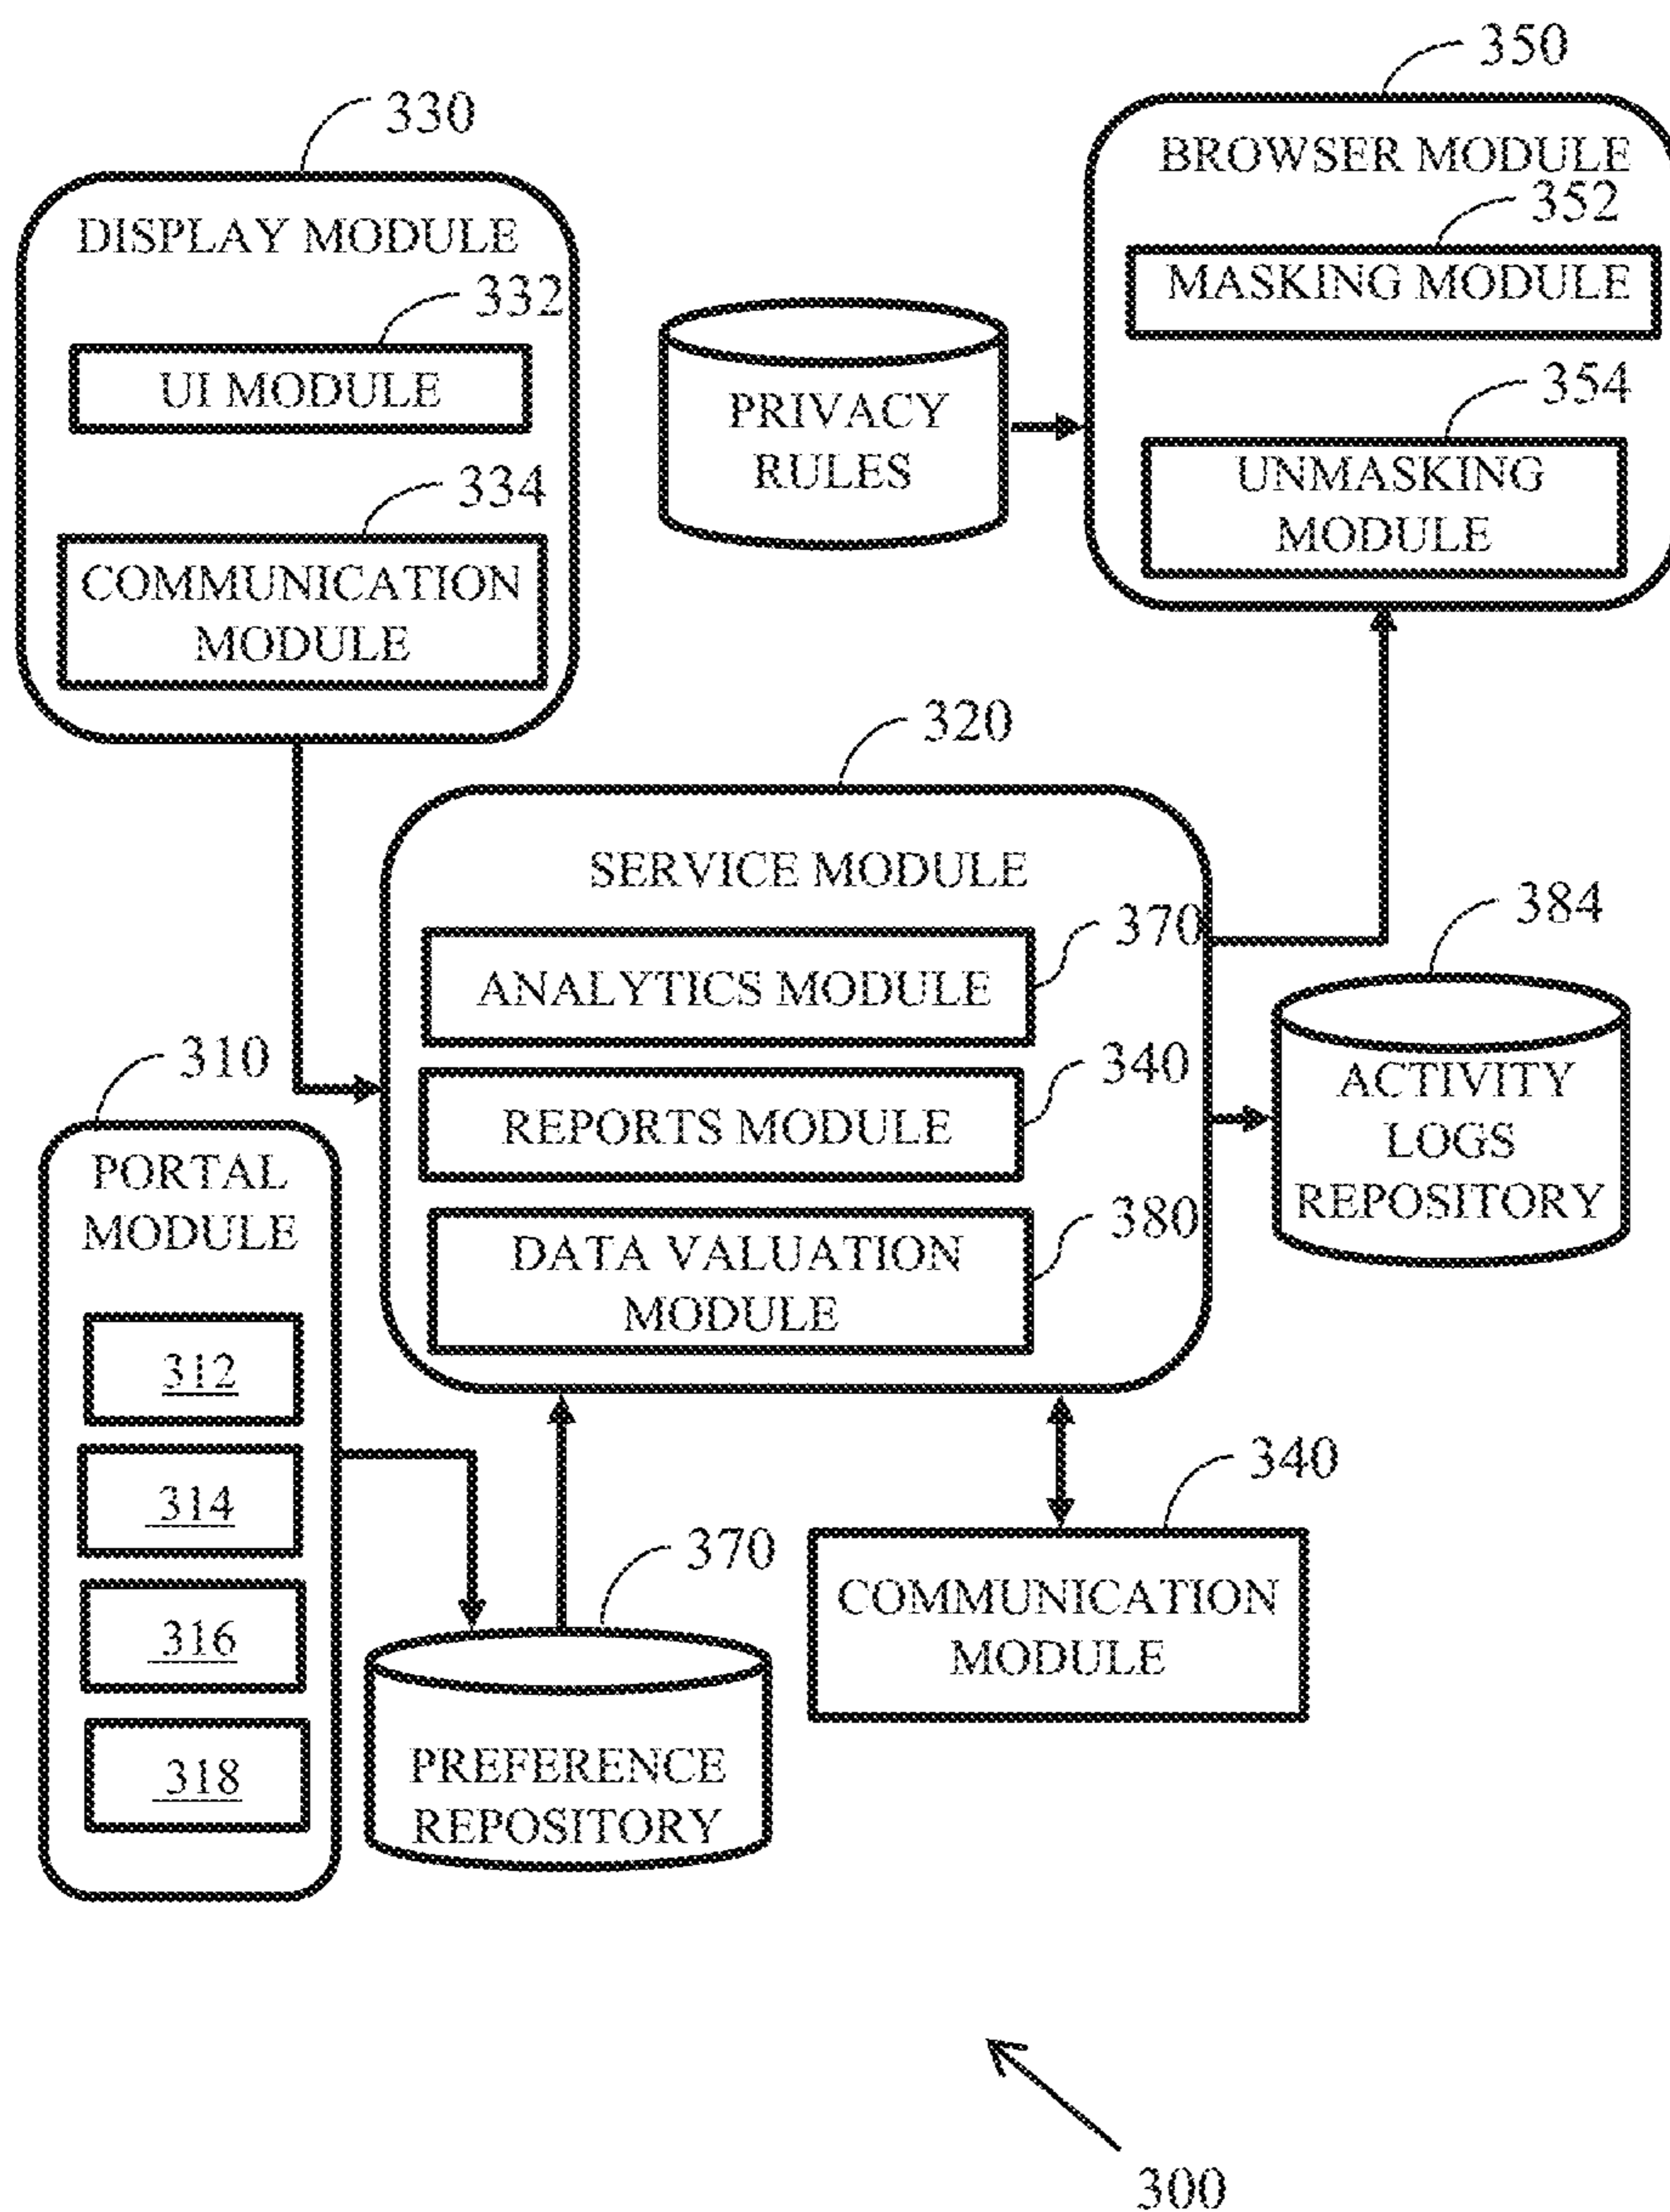 350
330
BROWSER MODULE
352
DISPLAY MODULE
MASKING MODULE
332
UI MODULE
354
PRIVACY
RULES
UNMASKING
MODULE
334
COMMUNICATION
MODULE
320
SERVICE MODULE
370
384
ANALYTICS MODULE
310
340
ACTIVITY
LOGS
REPOSITORY
REPORTS MODULE
PORTAL
MODULE
380
DATA VALUATION
MODULE
312
314
316
318
340
370
COMMUNICATION
MODULE
PREFERENCE
REPOSITORY
300